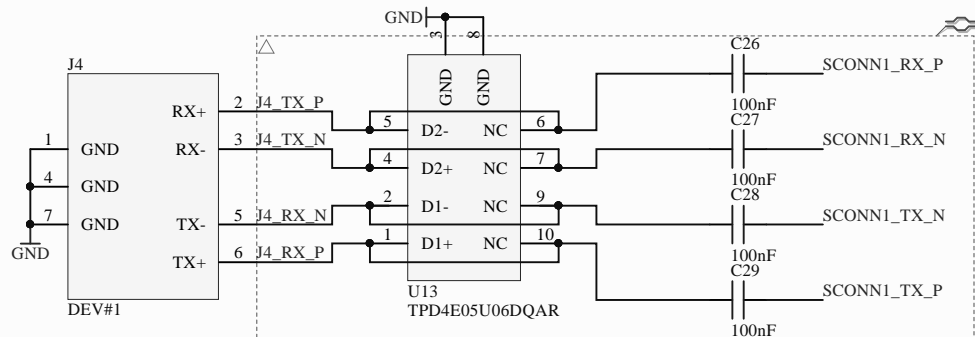 GND
3
8
C26
SCONN1_RX_P
J4
GND
GND
100nF
RX+
2
J4_TX_P
5
D2-
NC
6
C27
RX-
3
J4_TX_N
SCONN1_RX_N
1
GND
4
D2+
NC
7
100nF
4
GND
2
D1-
NC
9
C28
7
GND
TX-
5
J4_RX_N
SCONN1_TX_N
1
D1+
NC
10
100nF
GND
TX+
6
J4_RX_P
C29
U13
SCONN1_TX_P
DEV#1
TPD4E05U06DQAR
100nF